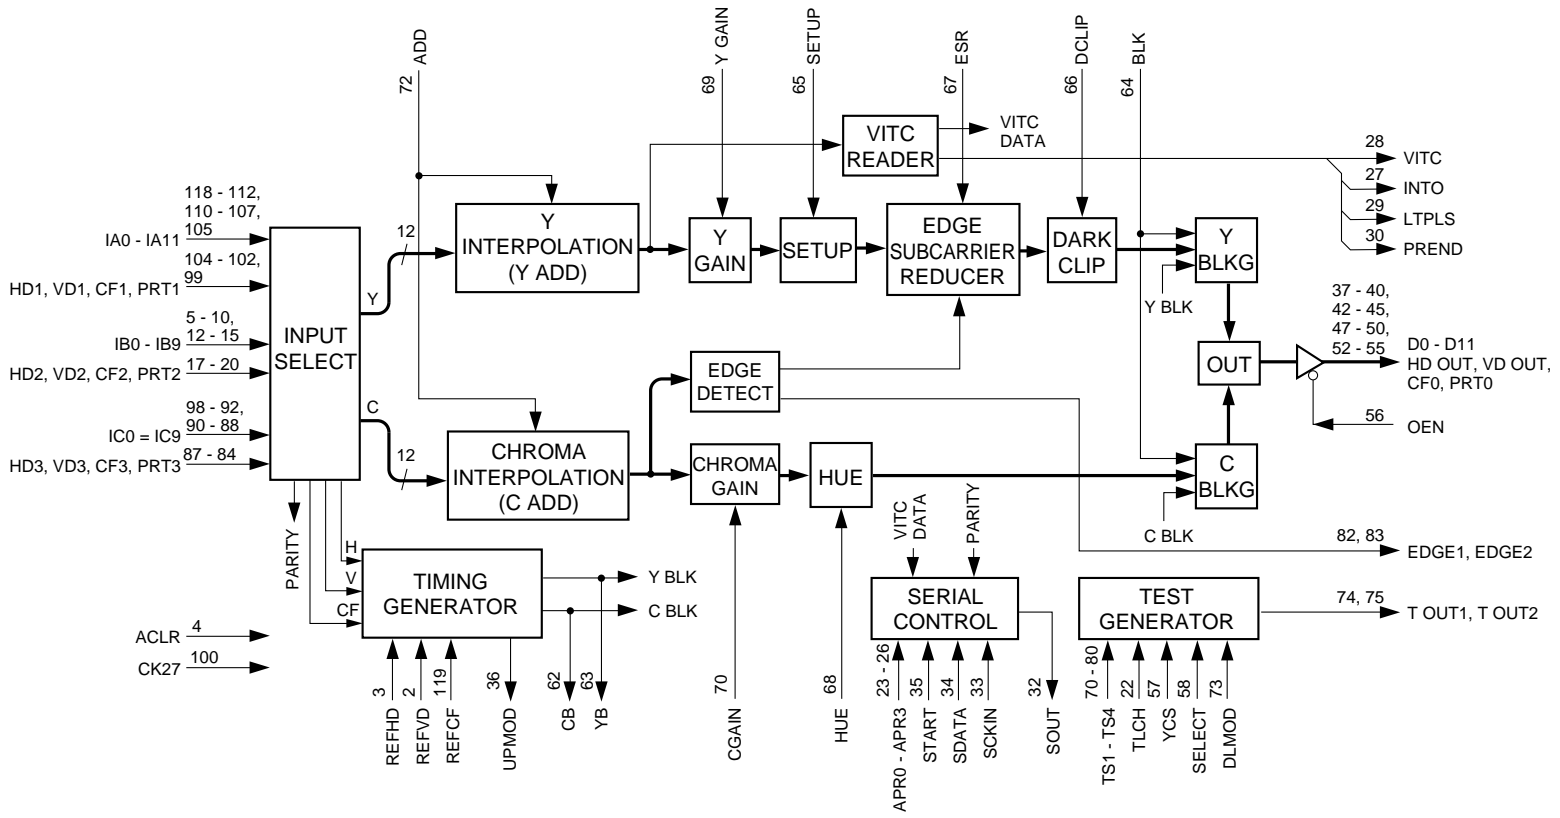 ADD
72
Y GAIN
69
SETUP
65
ESR
67
DCLIP
66
BLK
64
VITC
READER
VITC
DATA
28
VITC
27
INTO
29
LTPLS
30
PREND
118 - 112,
110 - 107,
105
IA0 - IA11
104 - 102,
99
HD1, VD1, CF1, PRT1
5 - 10,
12 - 15
IB0 - IB9
17 - 20
HD2, VD2, CF2, PRT2
98 - 92,
90 - 88
IC0 = IC9
87 - 84
HD3, VD3, CF3, PRT3
INPUT
SELECT
Y
12
C
12
Y
INTERPOLATION
(Y ADD)
Y
GAIN
SETUP
EDGE
SUBCARRIER
REDUCER
DARK
CLIP
Y
BLKG
Y BLK
37 - 40,
42 - 45,
47 - 50,
52 - 55
D0 - D11
HD OUT, VD OUT,
CF0, PRT0
OUT
56
OEN
EDGE
DETECT
CHROMA
INTERPOLATION
(C ADD)
CHROMA
GAIN
HUE
C
BLKG
C BLK
82, 83
EDGE1, EDGE2
PARITY
H
V
CF
TIMING
GENERATOR
Y BLK
C BLK
VITC
DATA
PARITY
SERIAL
CONTROL
TEST
GENERATOR
74, 75
T OUT1, T OUT2
4
ACLR
100
CK27
3
REFHD
2
REFVD
119
REFCF
36
UPMOD
62
CB
63
YB
70
CGAIN
68
HUE
23 - 26
APR0 - APR3
35
START
34
SDATA
33
SCKIN
32
SOUT
70 - 80
TS1 - TS4
22
TLCH
57
YCS
58
SELECT
73
DLMOD